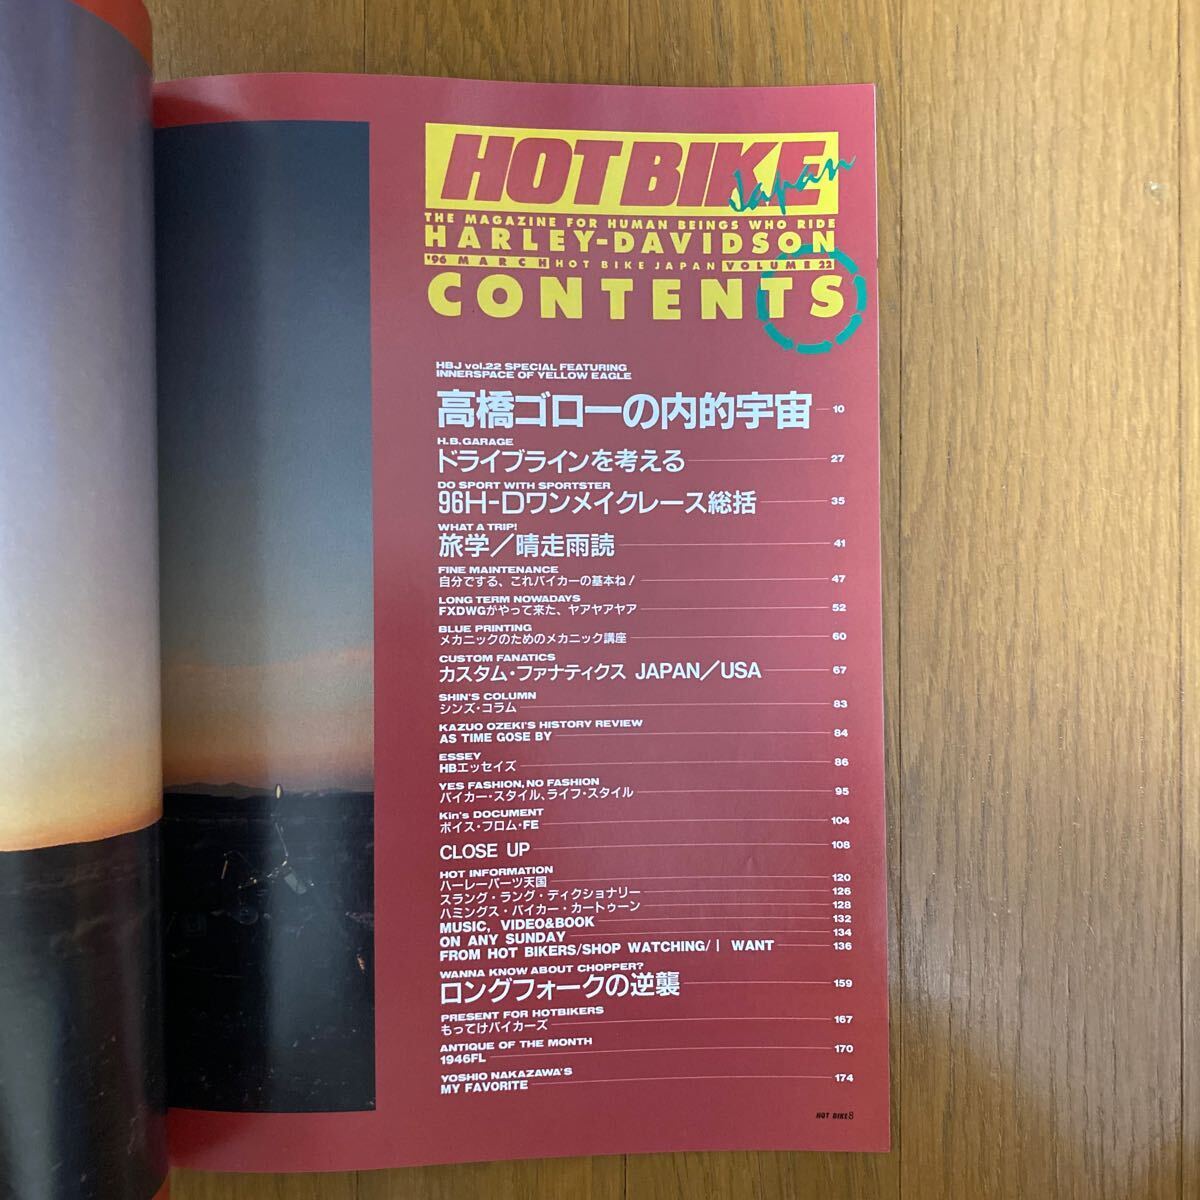 HOT BIKE
Japan
THE MAGAZINE FOR HUMAN BEINGS WHO RIDE
HARLEY-DAVIDSON
'96 MARCH HOT BIKE JAPAN VOLUME 22
CONTENTS
HBJ vol.22 SPECIAL FEATURING
INNERSPACE OF YELLOW EAGLE
高橋ゴローの内的宇宙 10
H.B.GARAGE
ドライブラインを考える 27
DO SPORT WITH SPORTSTER
96H-Dワンメイクレース総括 35
WHAT A TRIP!
旅学／晴走雨読 41
FINE MAINTENANCE
自分でする、これバイカーの基本ね！ 47
LONG TERM NOWADAYS
FXDWGがやって来た、ヤアヤアヤア 52
BLUE PRINTING
メカニックのためのメカニック講座 60
CUSTOM FANATICS
カスタム・ファナティクス JAPAN／USA 67
SHIN'S COLUMN
シンズ・コラム 83
KAZUO OZEKI'S HISTORY REVIEW
AS TIME GOSE BY 84
ESSEY
HBエッセイズ 86
YES FASHION, NO FASHION
バイカー・スタイル、ライフ・スタイル 95
Kin's DOCUMENT
ボイス・フロム・FE 104
CLOSE UP 108
HOT INFORMATION
ハーレーパーツ天国 120
スラング・ラング・ディクショナリー 126
ハミングス・バイカー・カートゥーン 128
MUSIC, VIDEO&BOOK 132
ON ANY SUNDAY 134
FROM HOT BIKERS/SHOP WATCHING/I WANT 136
WANNA KNOW ABOUT CHOPPER?
ロングフォークの逆襲 159
PRESENT FOR HOTBIKERS
もってけバイカーズ 167
ANTIQUE OF THE MONTH
1946FL 170
YOSHIO NAKAZAWA'S
MY FAVORITE 174
HOT BIKE 8